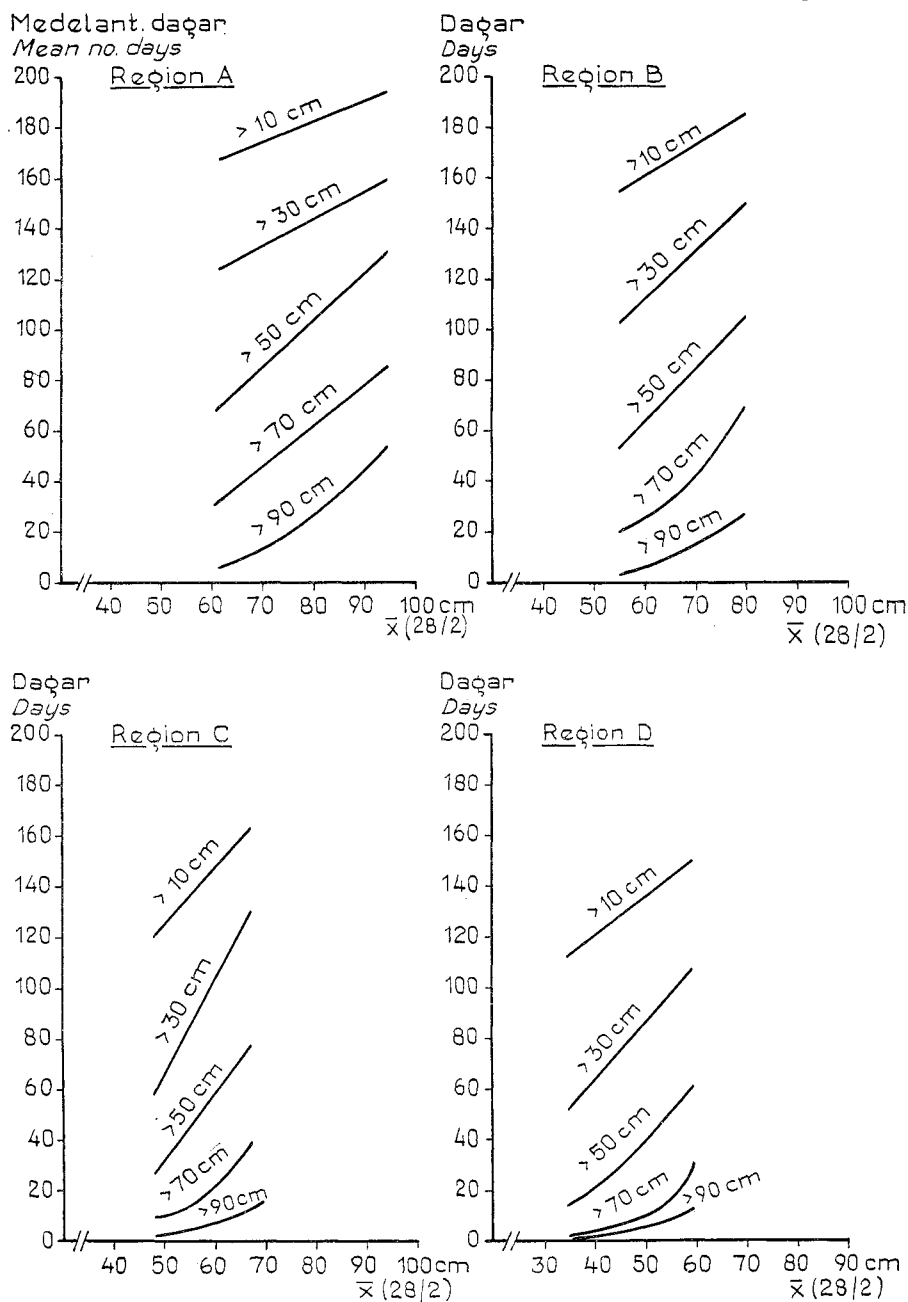 Medelant. dagar
Mean no. days
Region A
200
180
160
140
120
100
80
60
40
20
0
> 10 cm
> 30 cm
> 50 cm
> 70 cm
> 90 cm
40 50 60 70 80 90 100 cm
x̄ (28/2)
Dagar
Days
Region B
200
180
160
140
120
100
80
60
40
20
0
>10 cm
>30 cm
>50 cm
>70 cm
>90 cm
40 50 60 70 80 90 100 cm
x̄ (28/2)
Dagar
Days
Region C
200
180
160
140
120
100
80
60
40
20
0
> 10 cm
>30 cm
>50 cm
>70 cm
>90 cm
40 50 60 70 80 90 100 cm
x̄ (28/2)
Dagar
Days
Region D
200
180
160
140
120
100
80
60
40
20
0
>10 cm
>30 cm
>50 cm
>70 cm
>90 cm
30 40 50 60 70 80 90 cm
x̄ (28/2)